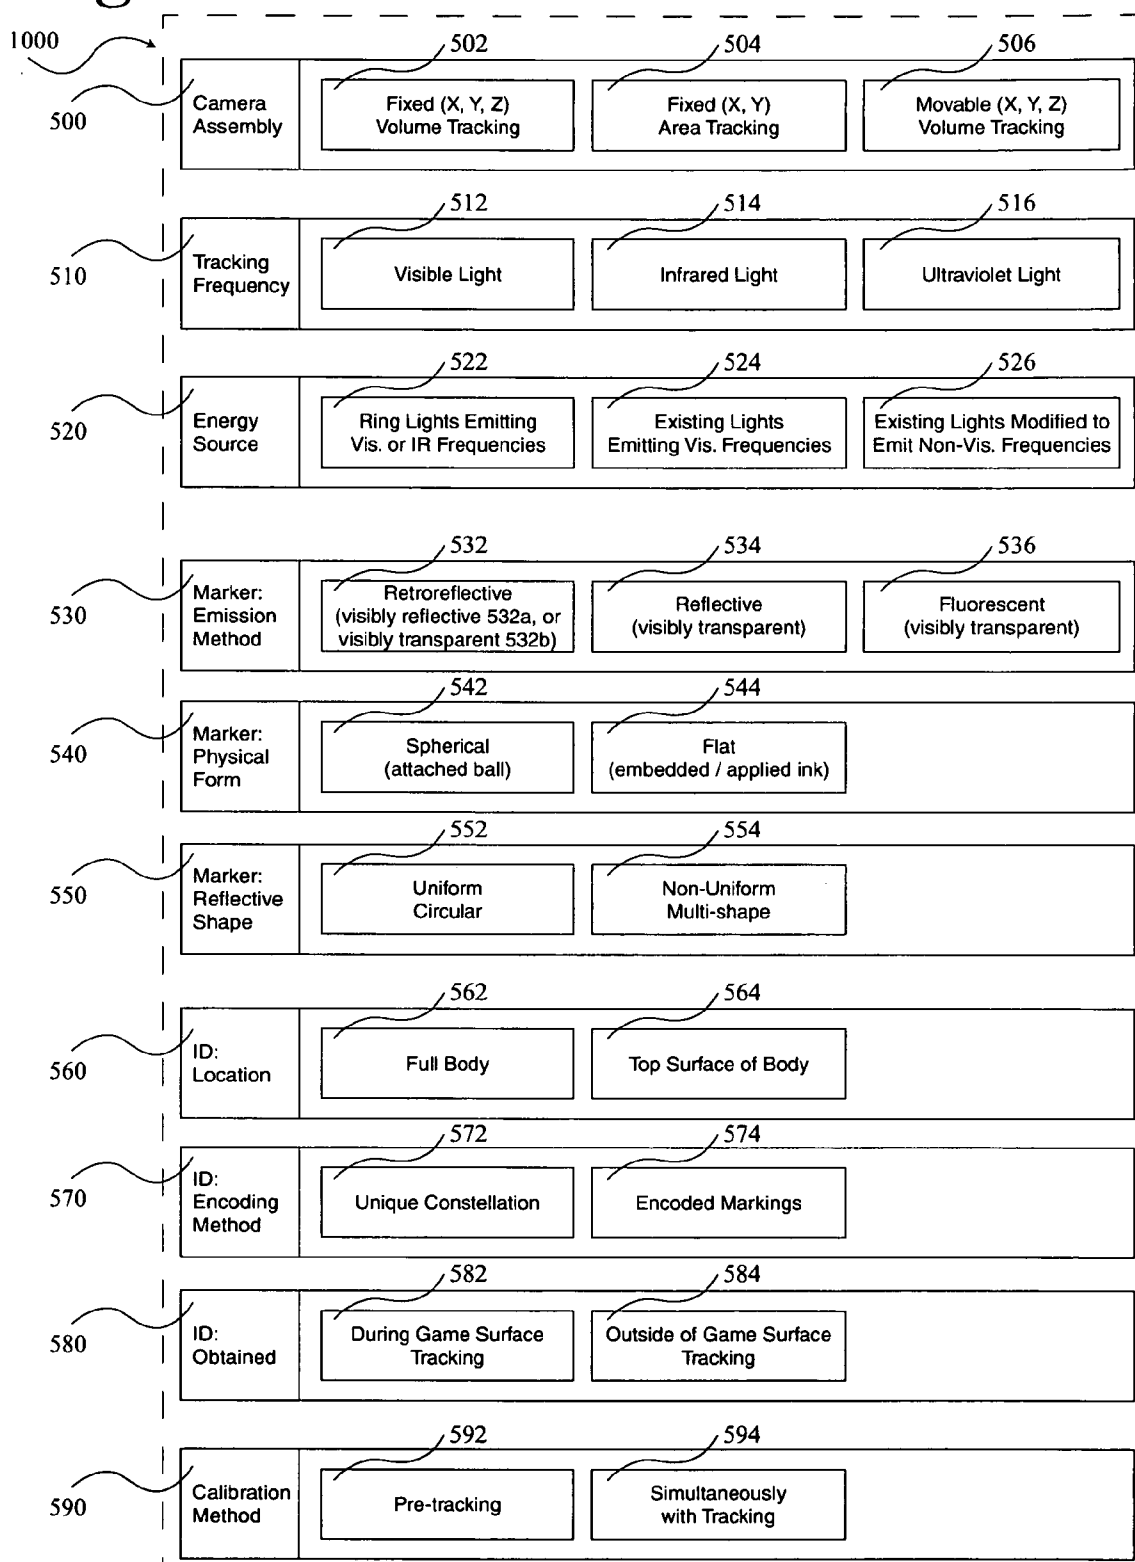 1000
502
504
506
500
Camera
Assembly
Fixed (X, Y, Z)
Volume Tracking
Fixed (X, Y)
Area Tracking
Movable (X, Y, Z)
Volume Tracking
512
514
516
510
Tracking
Frequency
Visible Light
Infrared Light
Ultraviolet Light
522
524
526
520
Energy
Source
Ring Lights Emitting
Vis. or IR Frequencies
Existing Lights
Emitting Vis. Frequencies
Existing Lights Modified to
Emit Non-Vis. Frequencies
532
534
536
530
Marker:
Emission
Method
Retroreflective
(visibly reflective 532a, or
visibly transparent 532b)
Reflective
(visibly transparent)
Fluorescent
(visibly transparent)
542
544
540
Marker:
Physical
Form
Spherical
(attached ball)
Flat
(embedded / applied ink)
552
554
550
Marker:
Reflective
Shape
Uniform
Circular
Non-Uniform
Multi-shape
562
564
560
ID:
Location
Full Body
Top Surface of Body
572
574
570
ID:
Encoding
Method
Unique Constellation
Encoded Markings
582
584
580
ID:
Obtained
During Game Surface
Tracking
Outside of Game Surface
Tracking
592
594
590
Calibration
Method
Pre-tracking
Simultaneously
with Tracking